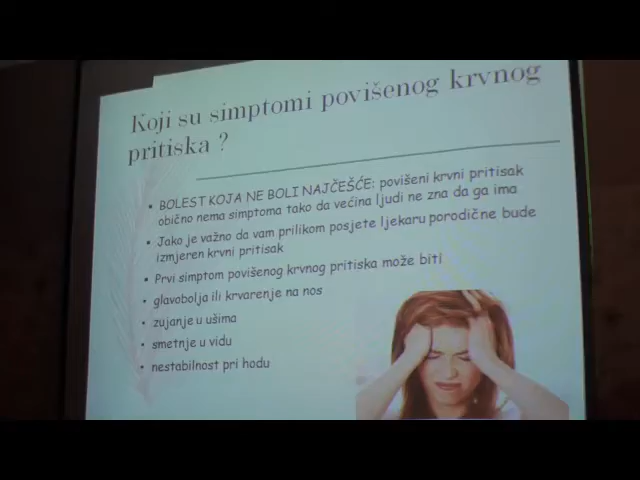 Koji su simptomi povišenog krvnog
pritiska ?
▪ BOLEST KOJA NE BOLI NAJČEŠĆE: povišeni krvni pritisak
obično nema simptoma tako da većina ljudi ne zna da ga ima
▪ Jako je važno da vam prilikom posjete ljekaru porodične bude
izmjeren krvni pritisak
▪ Prvi simptom povišenog krvnog pritiska može biti
• glavobolja ili krvarenje na nos
• zujanje u ušima
• smetnje u vidu
• nestabilnost pri hodu